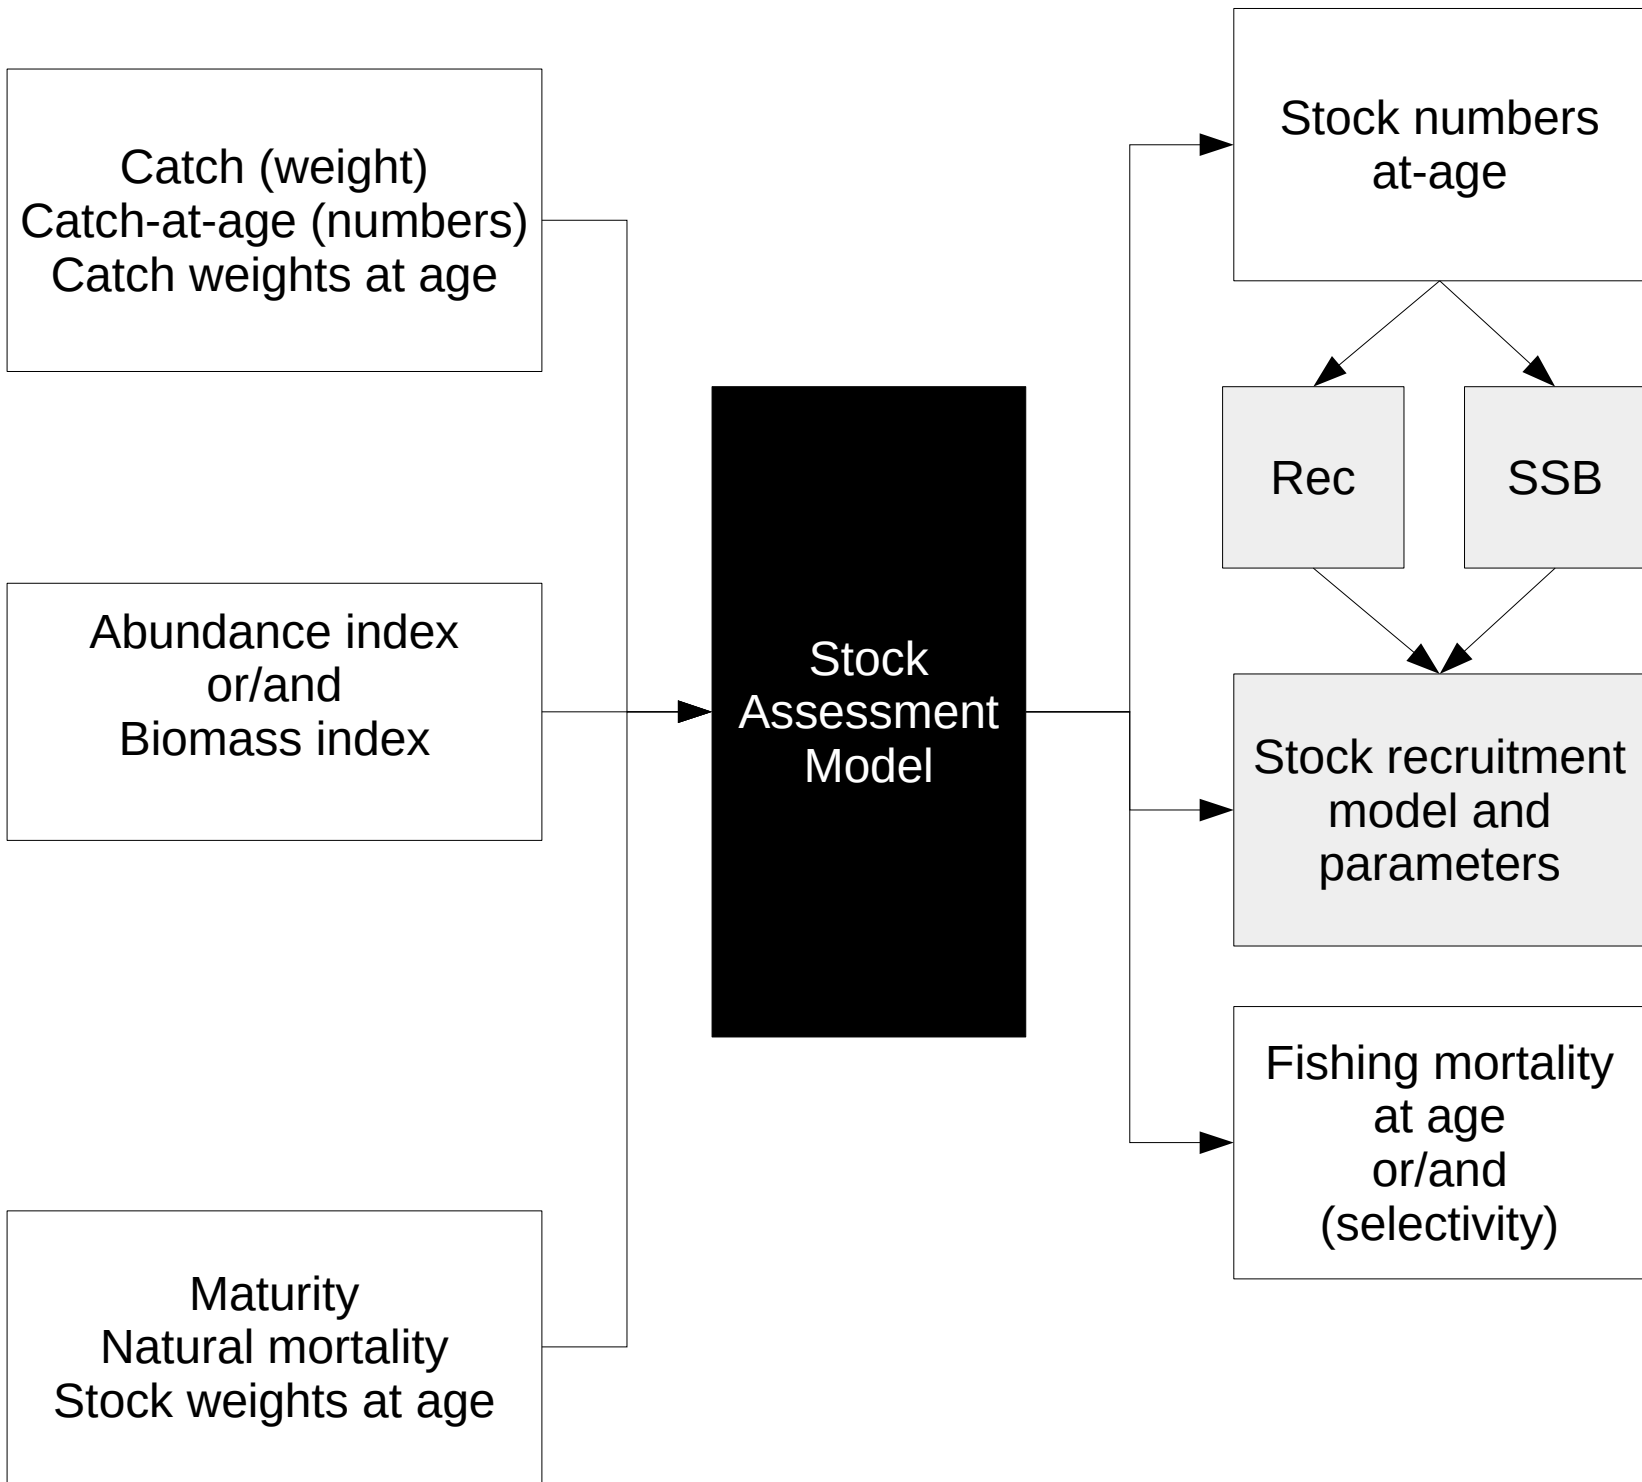 Catch (weight)
Catch-at-age (numbers)
Catch weights at age
Abundance index
or/and
Biomass index
Maturity
Natural mortality
Stock weights at age
Stock
Assessment
Model
Stock numbers
at-age
Rec
SSB
Stock recruitment
model and
parameters
Fishing mortality
at age
or/and
(selectivity)